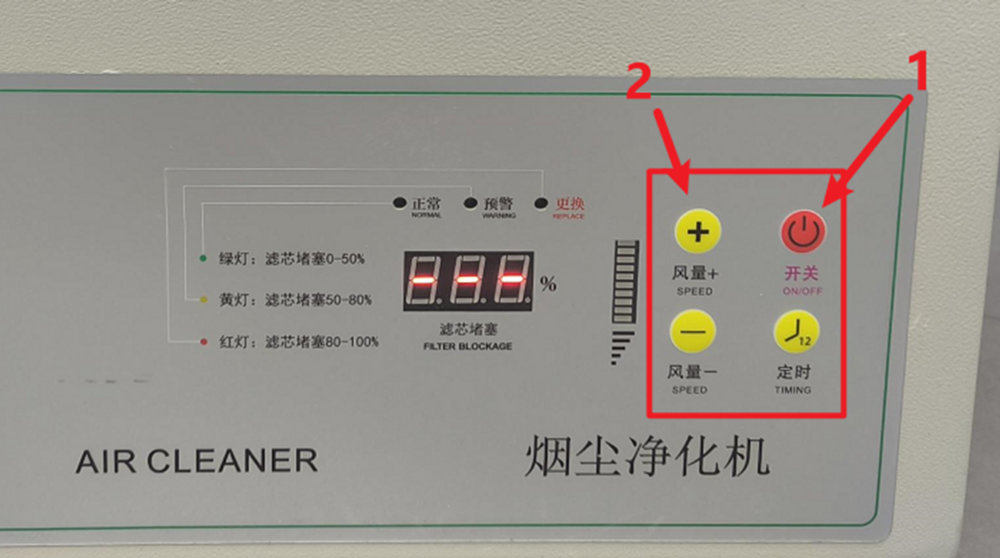 2
1
正常
NORMAL
预警
WARNING
更换
REPLACE
绿灯：滤芯堵塞0-50%
黄灯：滤芯堵塞50-80%
红灯：滤芯堵塞80-100%
---%
滤芯堵塞
FILTER BLOCKAGE
+
风量+
SPEED
开关
ON/OFF
—
风量—
SPEED
12
定时
TIMING
AIR CLEANER
烟尘净化机